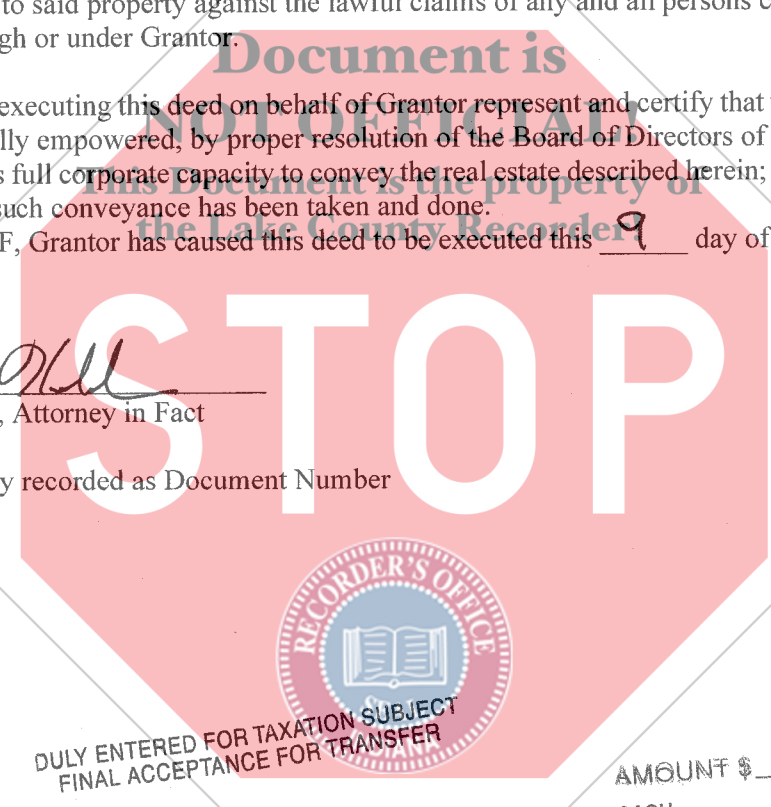 to said property against the lawful claims of any and all persons c
gh or under Grantor.
Document is
executing this deed on behalf of Grantor represent and certify that
NOT OFFICIAL!
lly empowered, by proper resolution of the Board of Directors of
s full corporate capacity to convey the real estate described herein;
This Document is the property of
such conveyance has been taken and done.
the Lake County Recorder!
F, Grantor has caused this deed to be executed this 9 day of
STOP
, Attorney in Fact
y recorded as Document Number
RECORDER'S OFFICE
DULY ENTERED FOR TAXATION SUBJECT
FINAL ACCEPTANCE FOR TRANSFER
INDIANA
AMOUNT $